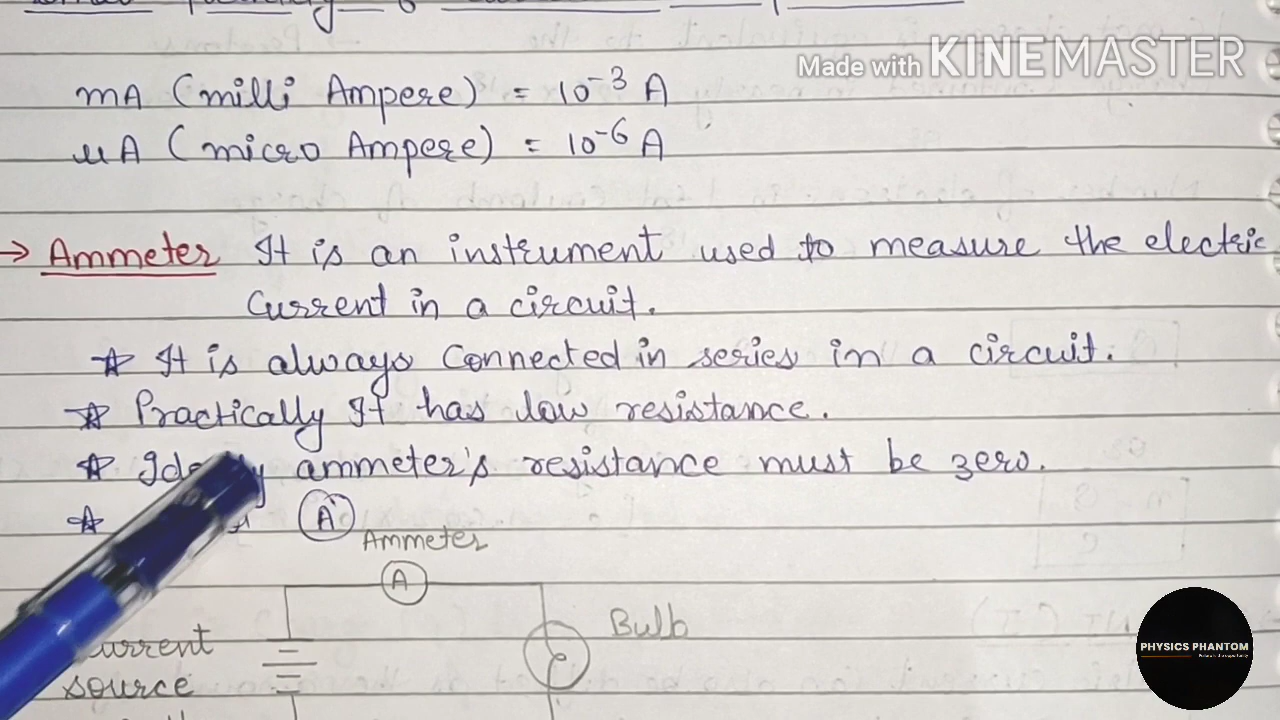 Made with KINEMASTER
mA (milli Ampere) = 10⁻³ A
μA (micro Ampere) = 10⁻⁶ A
→ Ammeter It is an instrument used to measure the electric
Current in a circuit.
☆ It is always Connected in series in a circuit.
☆ Practically It has low resistance.
☆ ammeter's resistance must be zero.
☆ A
Ammeter
A
Bulb
source
PHYSICS PHANTOM